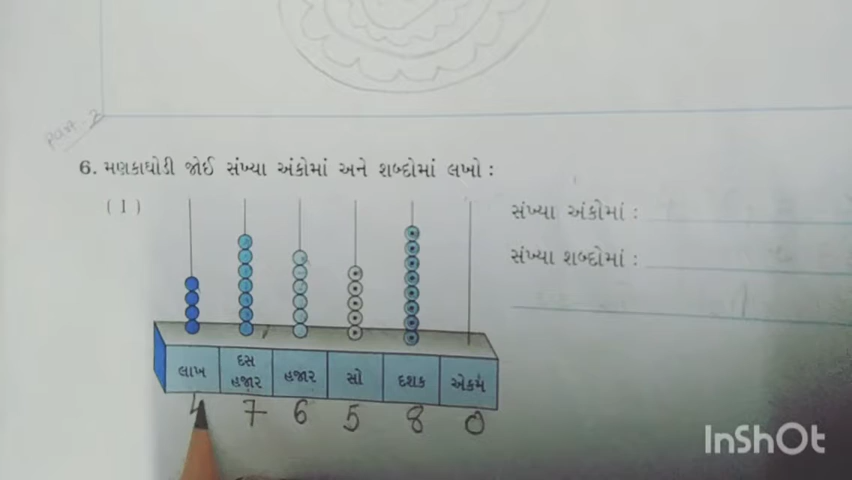 Part-2
6. મણકાઘોડી જોઈ સંખ્યા અંકોમાં અને શબ્દોમાં લખો :
(1)
સંખ્યા અંકોમાં :
સંખ્યા શબ્દોમાં :
લાખ દસ હજાર હજાર સો દશક એકમ
4 7 6 5 8 0
InShOt